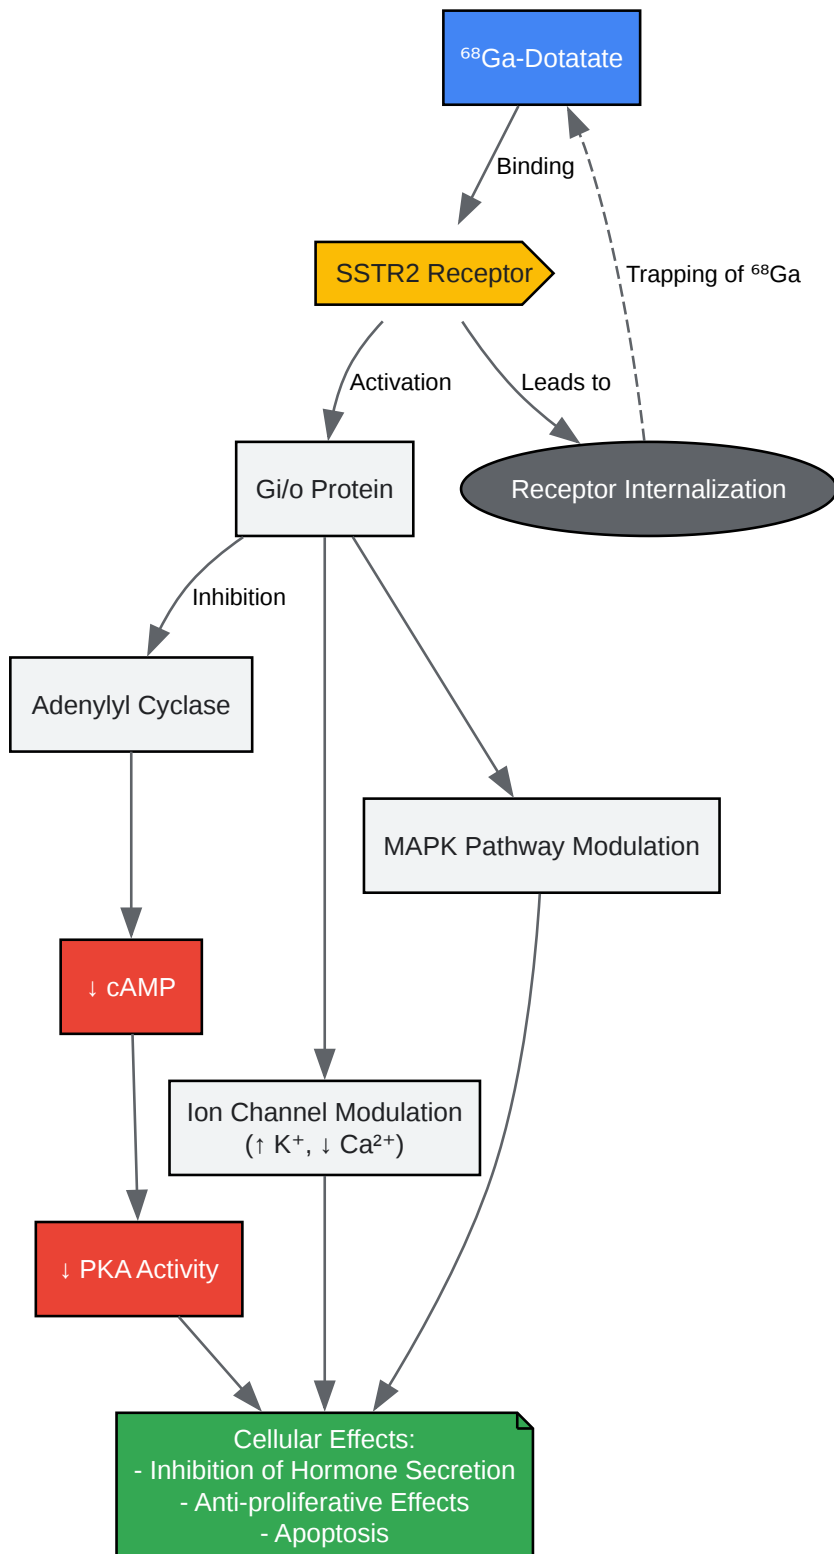 ⁶⁸Ga-Dotatate
Binding
SSTR2 Receptor
Trapping of ⁶⁸Ga
Activation
Leads to
Gi/o Protein
Receptor Internalization
Inhibition
Adenylyl Cyclase
MAPK Pathway Modulation
↓ cAMP
Ion Channel Modulation
(↑ K⁺, ↓ Ca²⁺)
↓ PKA Activity
Cellular Effects:
- Inhibition of Hormone Secretion
- Anti-proliferative Effects
- Apoptosis